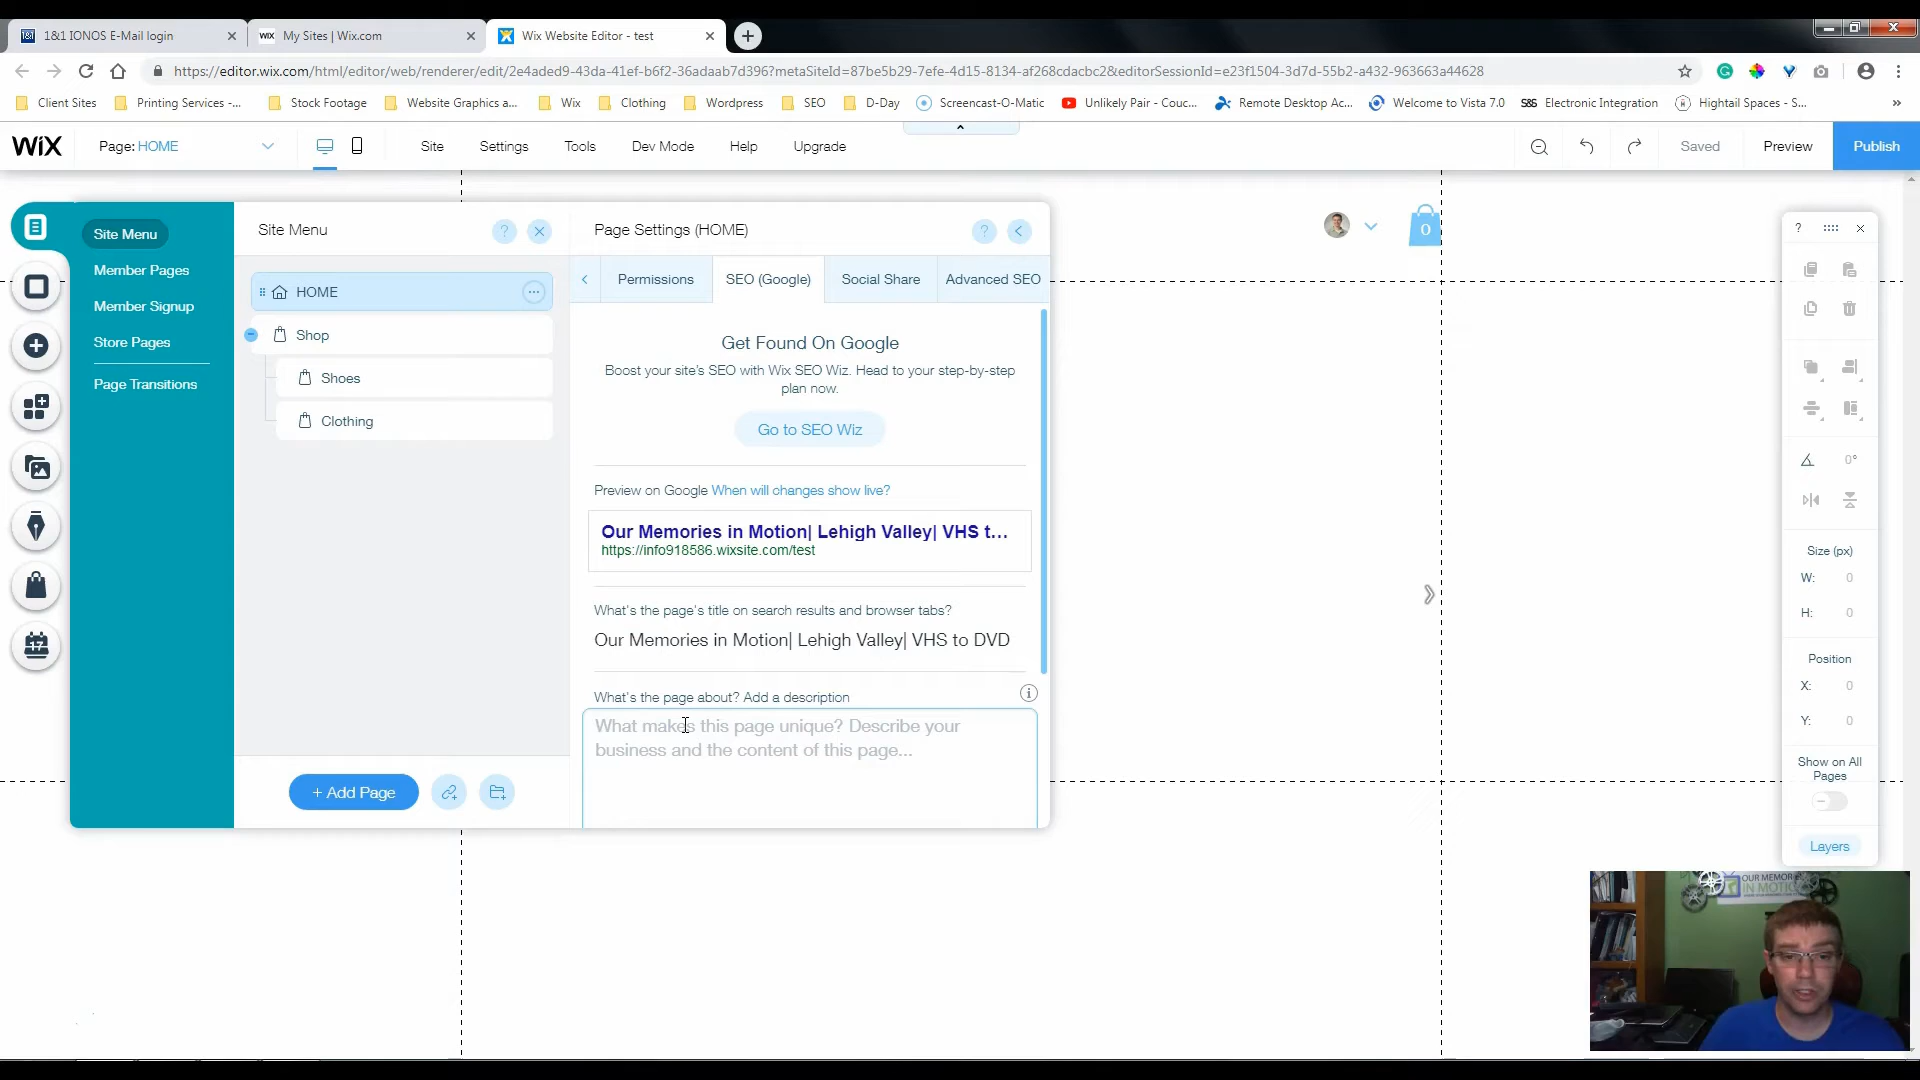 1&1 IONOS E-Mail login
My Sites | Wix.com
Wix Website Editor - test
https://editor.wix.com/html/editor/web/renderer/edit/2e4aded9-43da-41ef-b6f2-36adaab7d396?metaSiteId=87be5b29-7efe-4d15-8134-af268cdacbc2&editorSessionId=e23f1504-3d7d-55b2-a432-963663a44628
Client Sites
Printing Services -...
Stock Footage
Website Graphics a...
Wix
Clothing
Wordpress
SEO
D-Day
Screencast-O-Matic
Unlikely Pair - Couc...
Remote Desktop Ac...
Welcome to Vista 7.0
S&S Electronic Integration
Hightail Spaces - S...
»
WiX
Page: HOME
Site
Settings
Tools
Dev Mode
Help
Upgrade
Saved
Preview
Publish
Site Menu
Member Pages
Member Signup
Store Pages
Page Transitions
Site Menu
?
HOME
Shop
Shoes
Clothing
+ Add Page
Page Settings (HOME)
?
Permissions
SEO (Google)
Social Share
Advanced SEO
Get Found On Google
Boost your site's SEO with Wix SEO Wiz. Head to your step-by-step
plan now.
Go to SEO Wiz
Preview on Google When will changes show live?
Our Memories in Motion| Lehigh Valley| VHS t...
https://info918586.wixsite.com/test
What's the page's title on search results and browser tabs?
Our Memories in Motion| Lehigh Valley| VHS to DVD
What's the page about? Add a description
What makes this page unique? Describe your
business and the content of this page...
0
?
0°
Size (px)
W: 0
H: 0
Position
X: 0
Y: 0
Show on All
Pages
Layers
17
OUR MEMORIES
IN MOTION